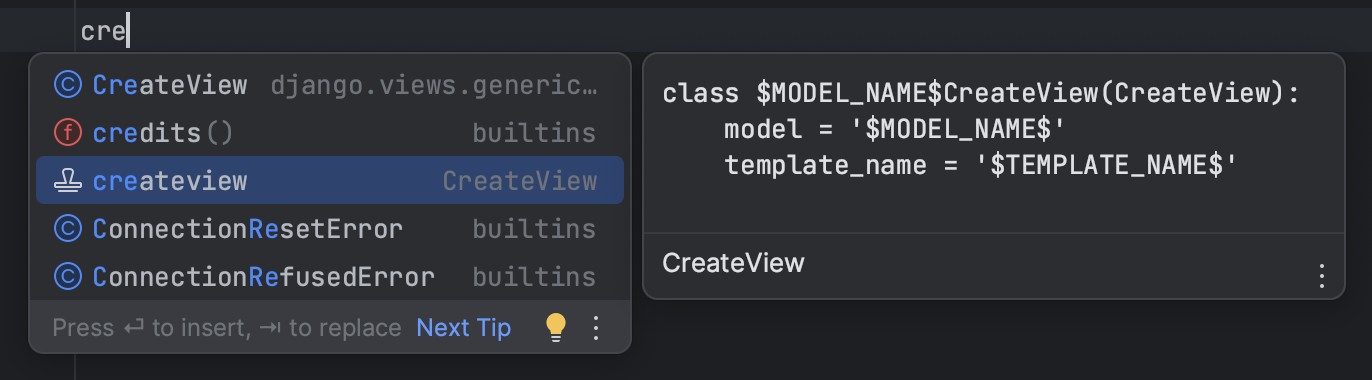 cre
CreateView django.views.generic…
credits() builtins
createview CreateView
ConnectionResetError builtins
ConnectionRefusedError builtins
Press ⏎ to insert, ⇥ to replace Next Tip
class $MODEL_NAME$CreateView(CreateView):
    model = '$MODEL_NAME$'
    template_name = '$TEMPLATE_NAME$'
CreateView